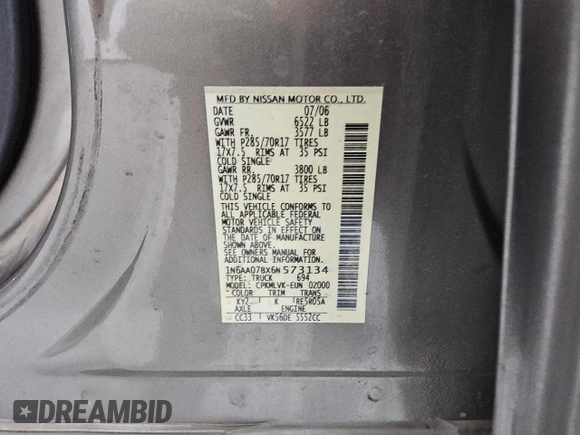 MFD BY NISSAN MOTOR CO., LTD.
DATE 07/06
GVWR 6522 LB
GAWR FR. 3577 LB
WITH P285/70R17 TIRES
17X7.5 RIMS AT 35 PSI
COLD SINGLE
GAWR RR. 3800 LB
WITH P285/70R17 TIRES
17X7.5 RIMS AT 35 PSI
COLD SINGLE
THIS VEHICLE CONFORMS TO
ALL APPLICABLE FEDERAL
MOTOR VEHICLE SAFETY
STANDARDS IN EFFECT ON
THE DATE OF MANUFACTURE
SHOWN ABOVE.
SEE OWNERS MANUAL FOR
ADDITIONAL INFORMATION.
1N6AA07BX6N573134
TYPE: TRUCK 694
MODEL: CPKMLVK-EUN 02000
COLOR TRIM TRANS
KY2 K RE5R05A
AXLE ENGINE
CC33 VK56DE 5552CC
DREAMBID